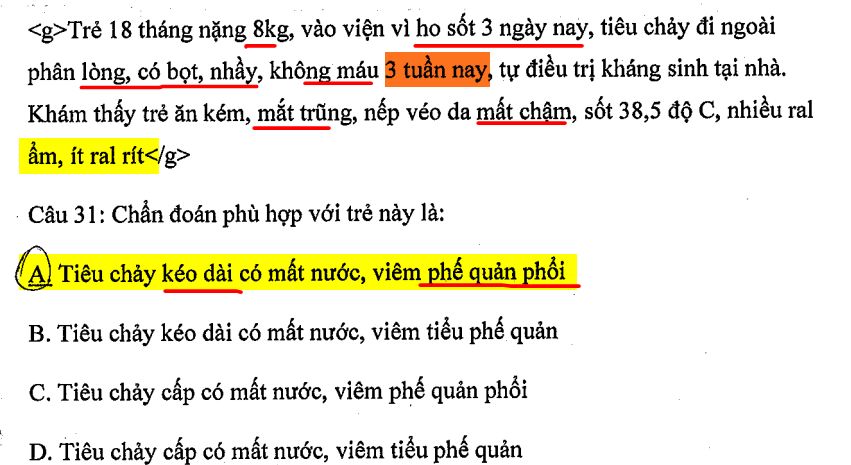 <g>Trẻ 18 tháng nặng 8kg, vào viện vì ho sốt 3 ngày nay, tiêu chảy đi ngoài
phân lỏng, có bọt, nhầy, không máu 3 tuần nay, tự điều trị kháng sinh tại nhà.
Khám thấy trẻ ăn kém, mắt trũng, nếp véo da mất chậm, sốt 38,5 độ C, nhiều ral
ẩm, ít ral rít</g>
Câu 31: Chẩn đoán phù hợp với trẻ này là:
A. Tiêu chảy kéo dài có mất nước, viêm phế quản phổi
B. Tiêu chảy kéo dài có mất nước, viêm tiểu phế quản
C. Tiêu chảy cấp có mất nước, viêm phế quản phổi
D. Tiêu chảy cấp có mất nước, viêm tiểu phế quản